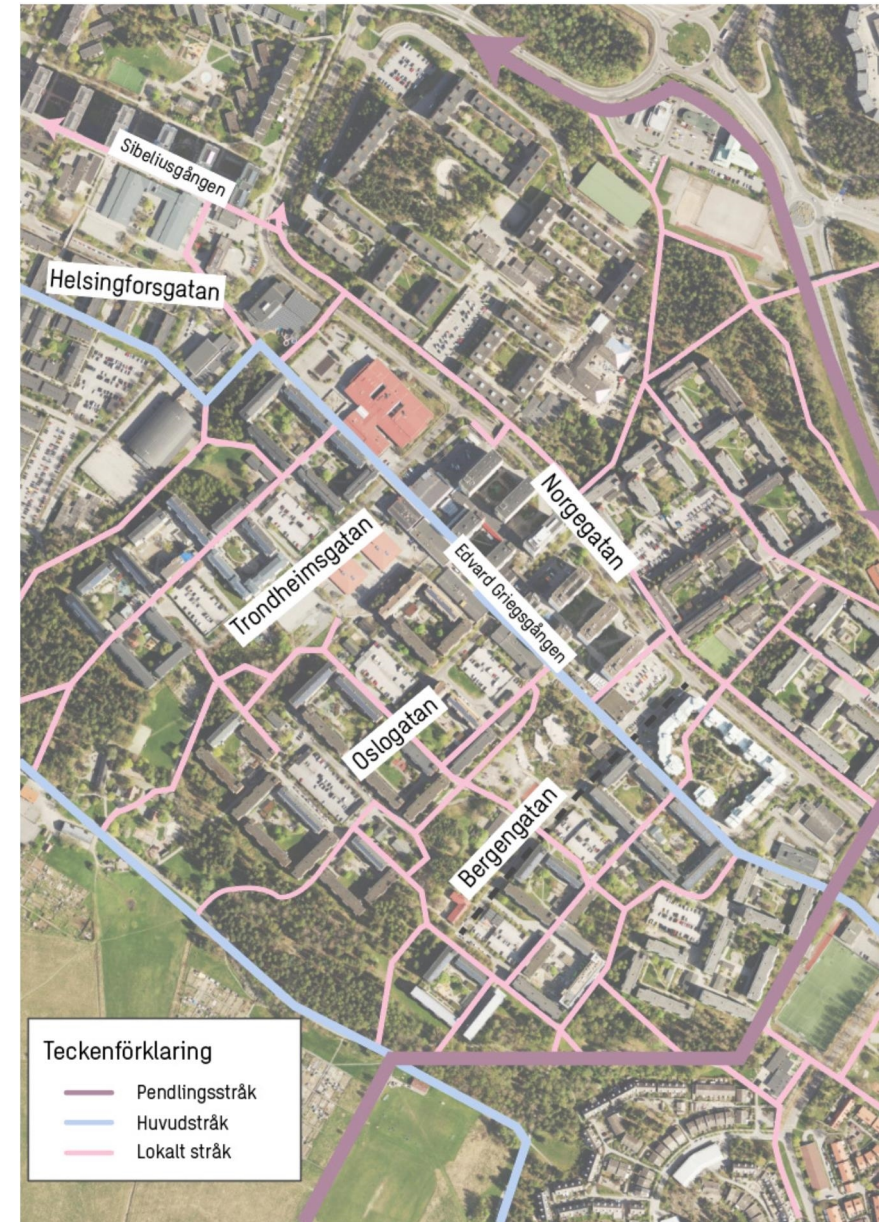 Sibeliusgången
Helsingforsgatan
Norgegatan
Trondheimsgatan
Edvard Griegsgången
Oslogatan
Bergengatan
Teckenförklaring
Pendlingsstråk
Huvudstråk
Lokalt stråk